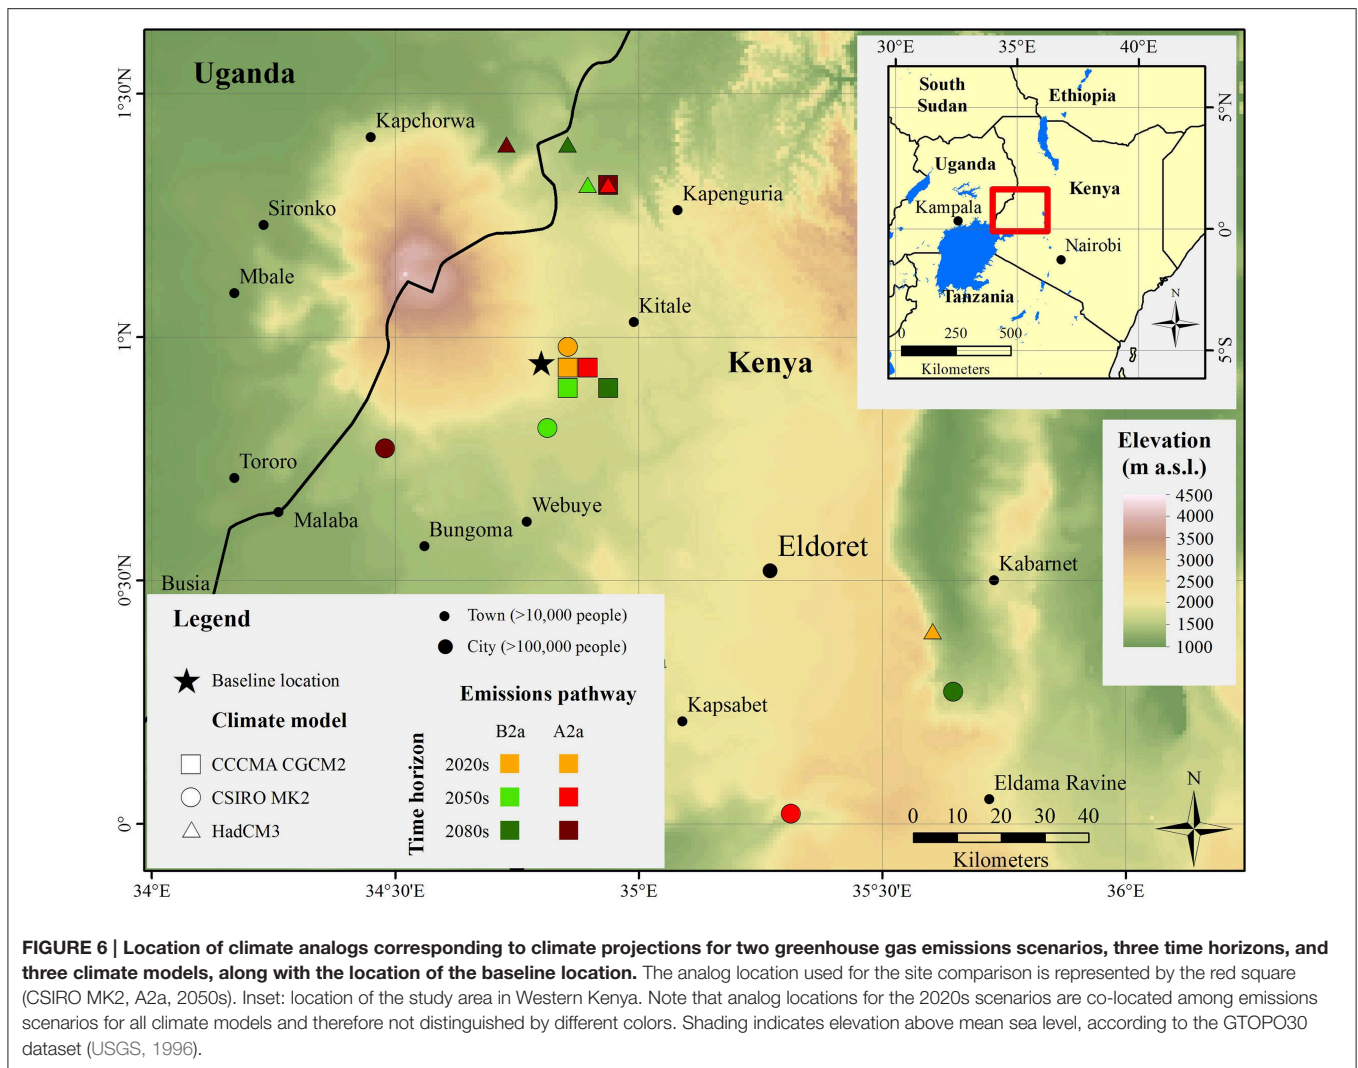 Uganda
Kapchorwa
Sironko
Mbale
Kapenguria
Kitale
Kenya
Tororo
Malaba
Webuye
Bungoma
Eldoret
Kabarnet
Busia
Kapsabet
Eldama Ravine
1°30'N
1°N
0°30'N
0°
34°E
34°30'E
35°E
35°30'E
36°E
30°E
35°E
40°E
5°N
0°
5°S
South
Sudan
Ethiopia
Uganda
Kenya
Kampala
Nairobi
Tanzania
N
0
250
500
Kilometers
Elevation
(m a.s.l.)
4500
4000
3500
3000
2500
2000
1500
1000
Legend
Town (>10,000 people)
City (>100,000 people)
Baseline location
Climate model
CCCMA CGCM2
CSIRO MK2
HadCM3
Emissions pathway
B2a A2a
Time horizon
2020s
2050s
2080s
0 10 20 30 40
Kilometers
N
FIGURE 6 | Location of climate analogs corresponding to climate projections for two greenhouse gas emissions scenarios, three time horizons, and
three climate models, along with the location of the baseline location. The analog location used for the site comparison is represented by the red square
(CSIRO MK2, A2a, 2050s). Inset: location of the study area in Western Kenya. Note that analog locations for the 2020s scenarios are co-located among emissions
scenarios for all climate models and therefore not distinguished by different colors. Shading indicates elevation above mean sea level, according to the GTOPO30
dataset (USGS, 1996).